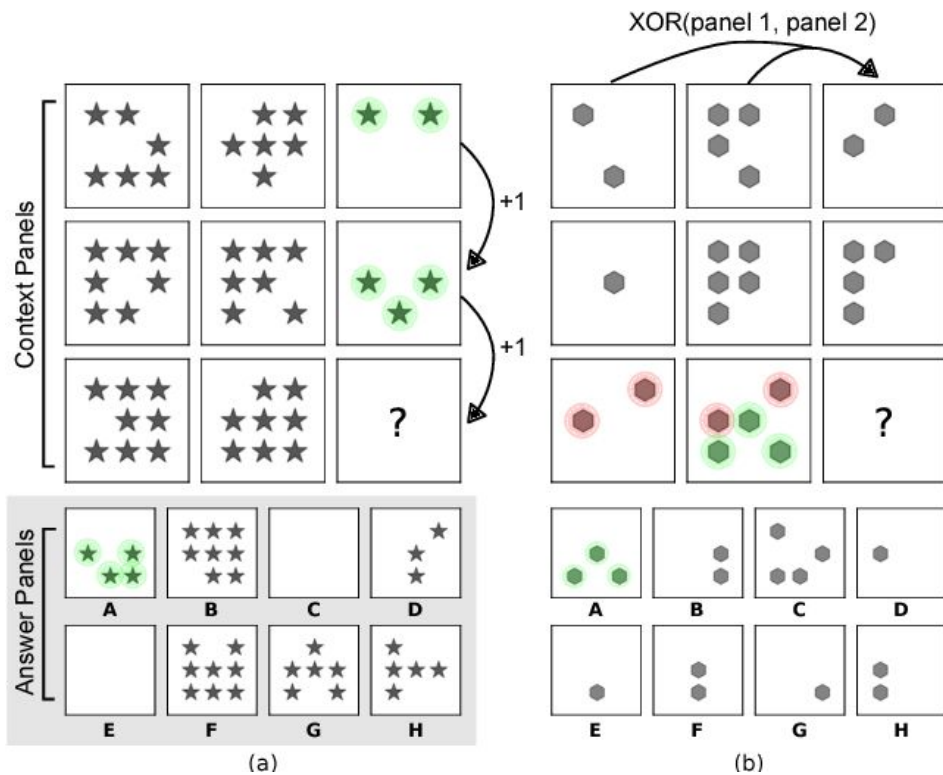 XOR(panel 1, panel 2)
Context Panels
+1
+1
?
?
Answer Panels
A B C D
E F G H
A B C D
E F G H
(a)
(b)